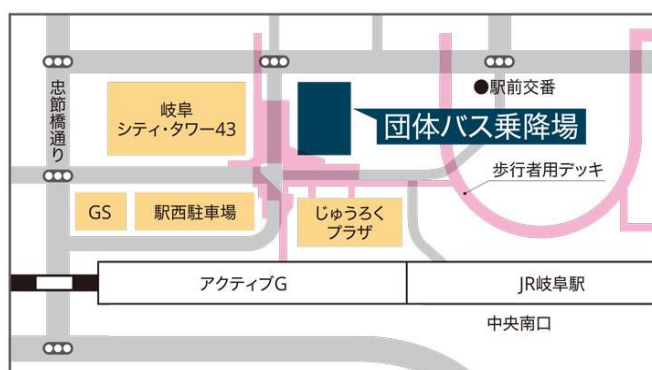 忠節橋通り
岐阜
シティ・タワー43
●駅前交番
団体バス乗降場
歩行者用デッキ
GS
駅西駐車場
じゅうろく
プラザ
アクティブG
JR岐阜駅
中央南口